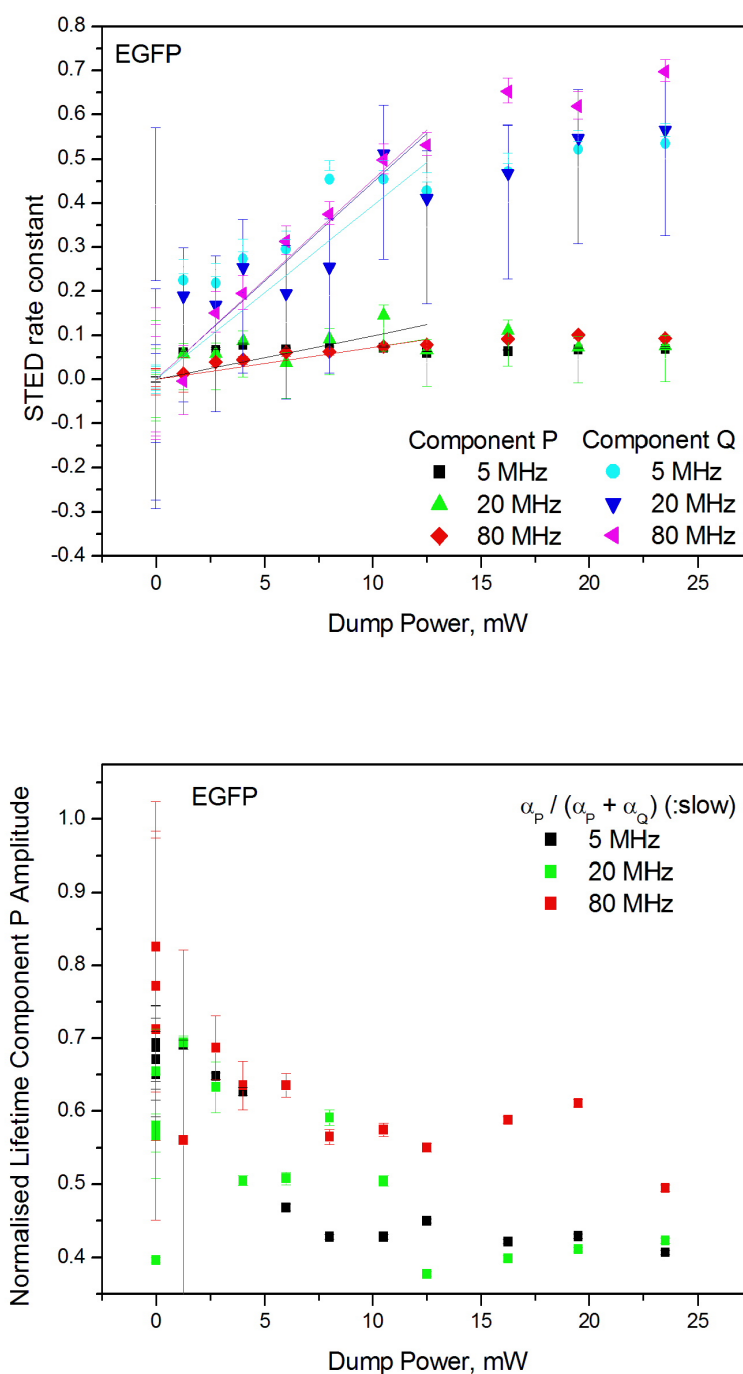 EGFP
STED rate constant
0.8
0.7
0.6
0.5
0.4
0.3
0.2
0.1
0.0
-0.1
-0.2
-0.3
-0.4
Component P Component Q
5 MHz 5 MHz
20 MHz 20 MHz
80 MHz 80 MHz
0 5 10 15 20 25
Dump Power, mW
EGFP
Normalised Lifetime Component P Amplitude
1.0
0.9
0.8
0.7
0.6
0.5
0.4
αP / (αP + αQ) (:slow)
5 MHz
20 MHz
80 MHz
0 5 10 15 20 25
Dump Power, mW